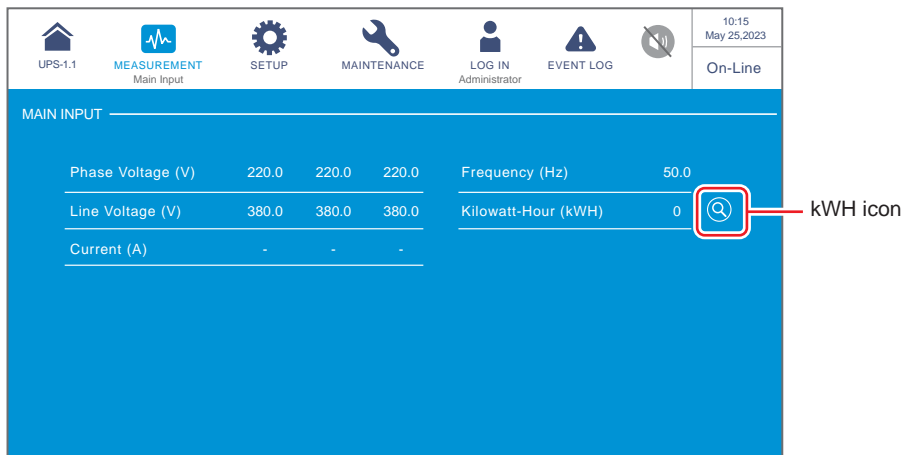 10:15
May 25,2023
UPS-1.1 MEASUREMENT SETUP MAINTENANCE LOG IN EVENT LOG On-Line
Main Input Administrator
MAIN INPUT
Phase Voltage (V) 220.0 220.0 220.0 Frequency (Hz) 50.0
Line Voltage (V) 380.0 380.0 380.0 Kilowatt-Hour (kWH) 0 kWH icon
Current (A) - - -